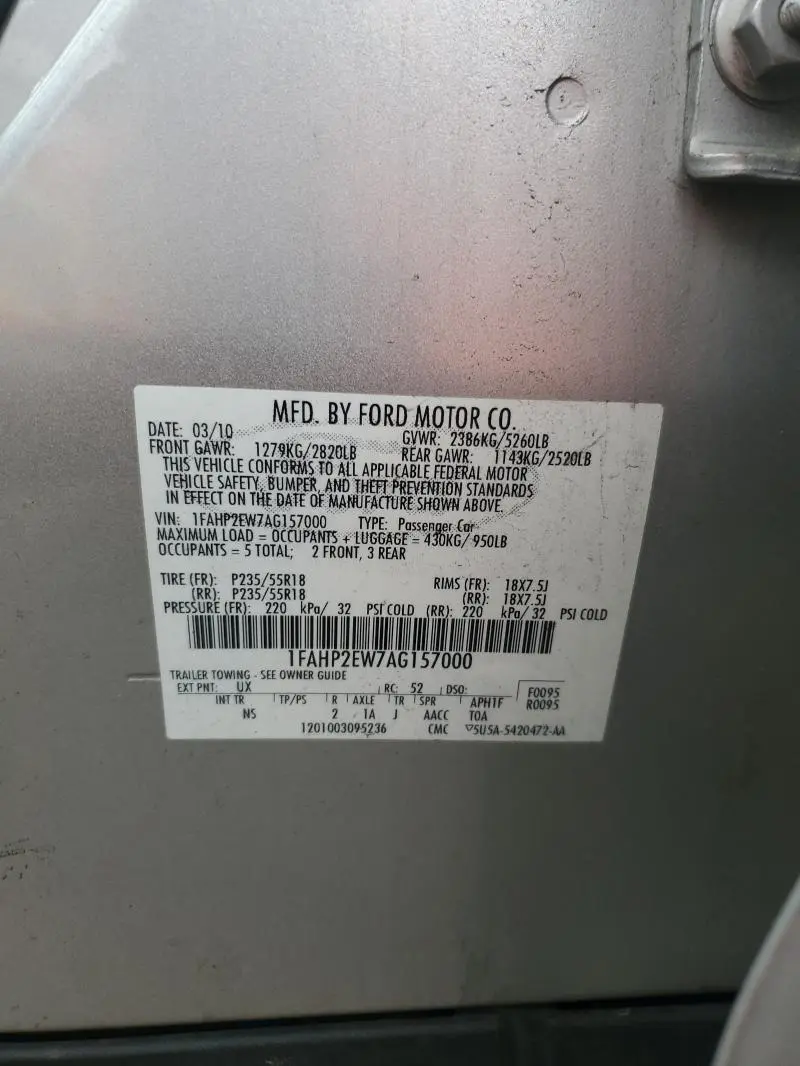 MFD. BY FORD MOTOR CO.
DATE: 03/10 GVWR: 2386KG/5260LB
FRONT GAWR: 1279KG/2820LB REAR GAWR: 1143KG/2520LB
THIS VEHICLE CONFORMS TO ALL APPLICABLE FEDERAL MOTOR
VEHICLE SAFETY, BUMPER, AND THEFT PREVENTION STANDARDS
IN EFFECT ON THE DATE OF MANUFACTURE SHOWN ABOVE.
VIN: 1FAHP2EW7AG157000 TYPE: Passenger Car
MAXIMUM LOAD = OCCUPANTS + LUGGAGE = 430KG/ 950LB
OCCUPANTS = 5 TOTAL; 2 FRONT, 3 REAR
TIRE (FR): P235/55R18 RIMS (FR): 18X7.5J
(RR): P235/55R18 (RR): 18X7.5J
PRESSURE (FR): 220 kPa/ 32 PSI COLD (RR): 220 kPa/ 32 PSI COLD
1FAHP2EW7AG157000
TRAILER TOWING - SEE OWNER GUIDE
EXT PNT: UX RC: 52 DSO: F0095
INT TR TP/PS R AXLE TR SPR APH1F R0095
NS 2 1A J AACC TOA
1201003095236 CMC ▽5U5A-5420472-AA